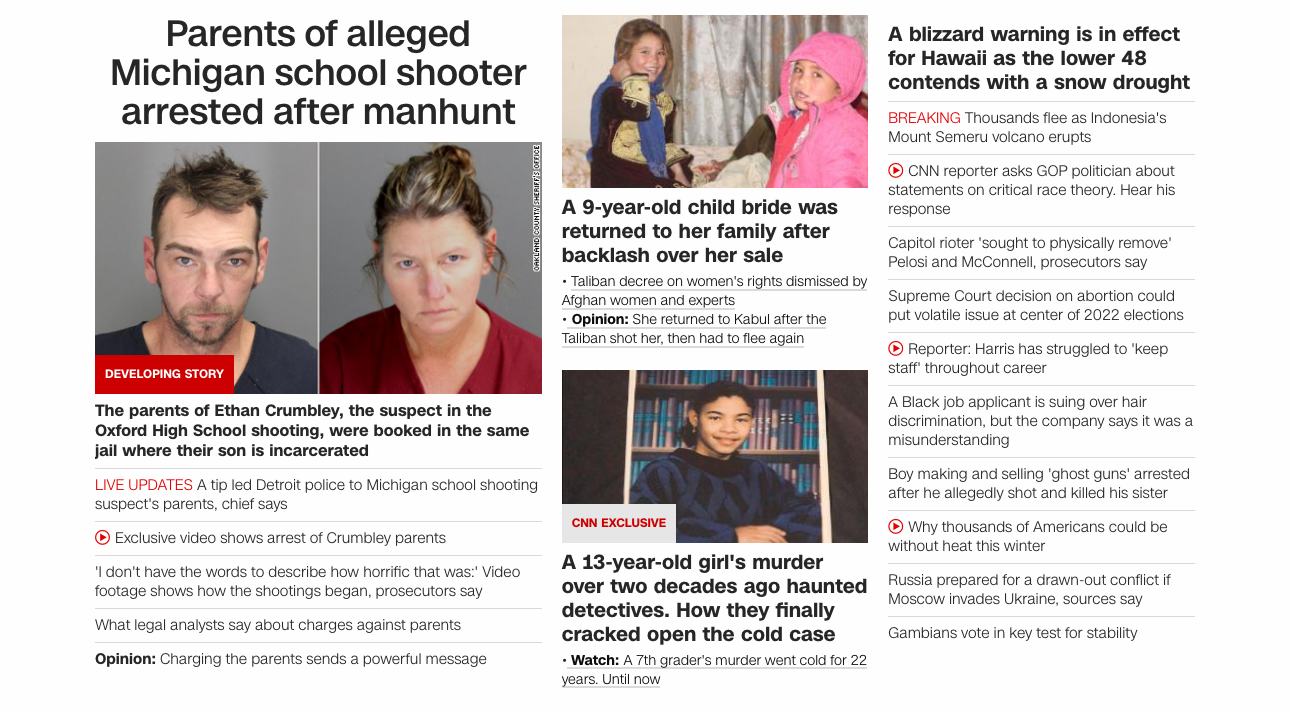 Parents of alleged
Michigan school shooter
arrested after manhunt
OAKLAND COUNTY SHERIFF'S OFFICE
DEVELOPING STORY
The parents of Ethan Crumbley, the suspect in the
Oxford High School shooting, were booked in the same
jail where their son is incarcerated
LIVE UPDATES A tip led Detroit police to Michigan school shooting
suspect's parents, chief says
Exclusive video shows arrest of Crumbley parents
'I don't have the words to describe how horrific that was:' Video
footage shows how the shootings began, prosecutors say
What legal analysts say about charges against parents
Opinion: Charging the parents sends a powerful message
A 9-year-old child bride was
returned to her family after
backlash over her sale
• Taliban decree on women's rights dismissed by
Afghan women and experts
• Opinion: She returned to Kabul after the
Taliban shot her, then had to flee again
CNN EXCLUSIVE
A 13-year-old girl's murder
over two decades ago haunted
detectives. How they finally
cracked open the cold case
• Watch: A 7th grader's murder went cold for 22
years. Until now
A blizzard warning is in effect
for Hawaii as the lower 48
contends with a snow drought
BREAKING Thousands flee as Indonesia's
Mount Semeru volcano erupts
CNN reporter asks GOP politician about
statements on critical race theory. Hear his
response
Capitol rioter 'sought to physically remove'
Pelosi and McConnell, prosecutors say
Supreme Court decision on abortion could
put volatile issue at center of 2022 elections
Reporter: Harris has struggled to 'keep
staff' throughout career
A Black job applicant is suing over hair
discrimination, but the company says it was a
misunderstanding
Boy making and selling 'ghost guns' arrested
after he allegedly shot and killed his sister
Why thousands of Americans could be
without heat this winter
Russia prepared for a drawn-out conflict if
Moscow invades Ukraine, sources say
Gambians vote in key test for stability